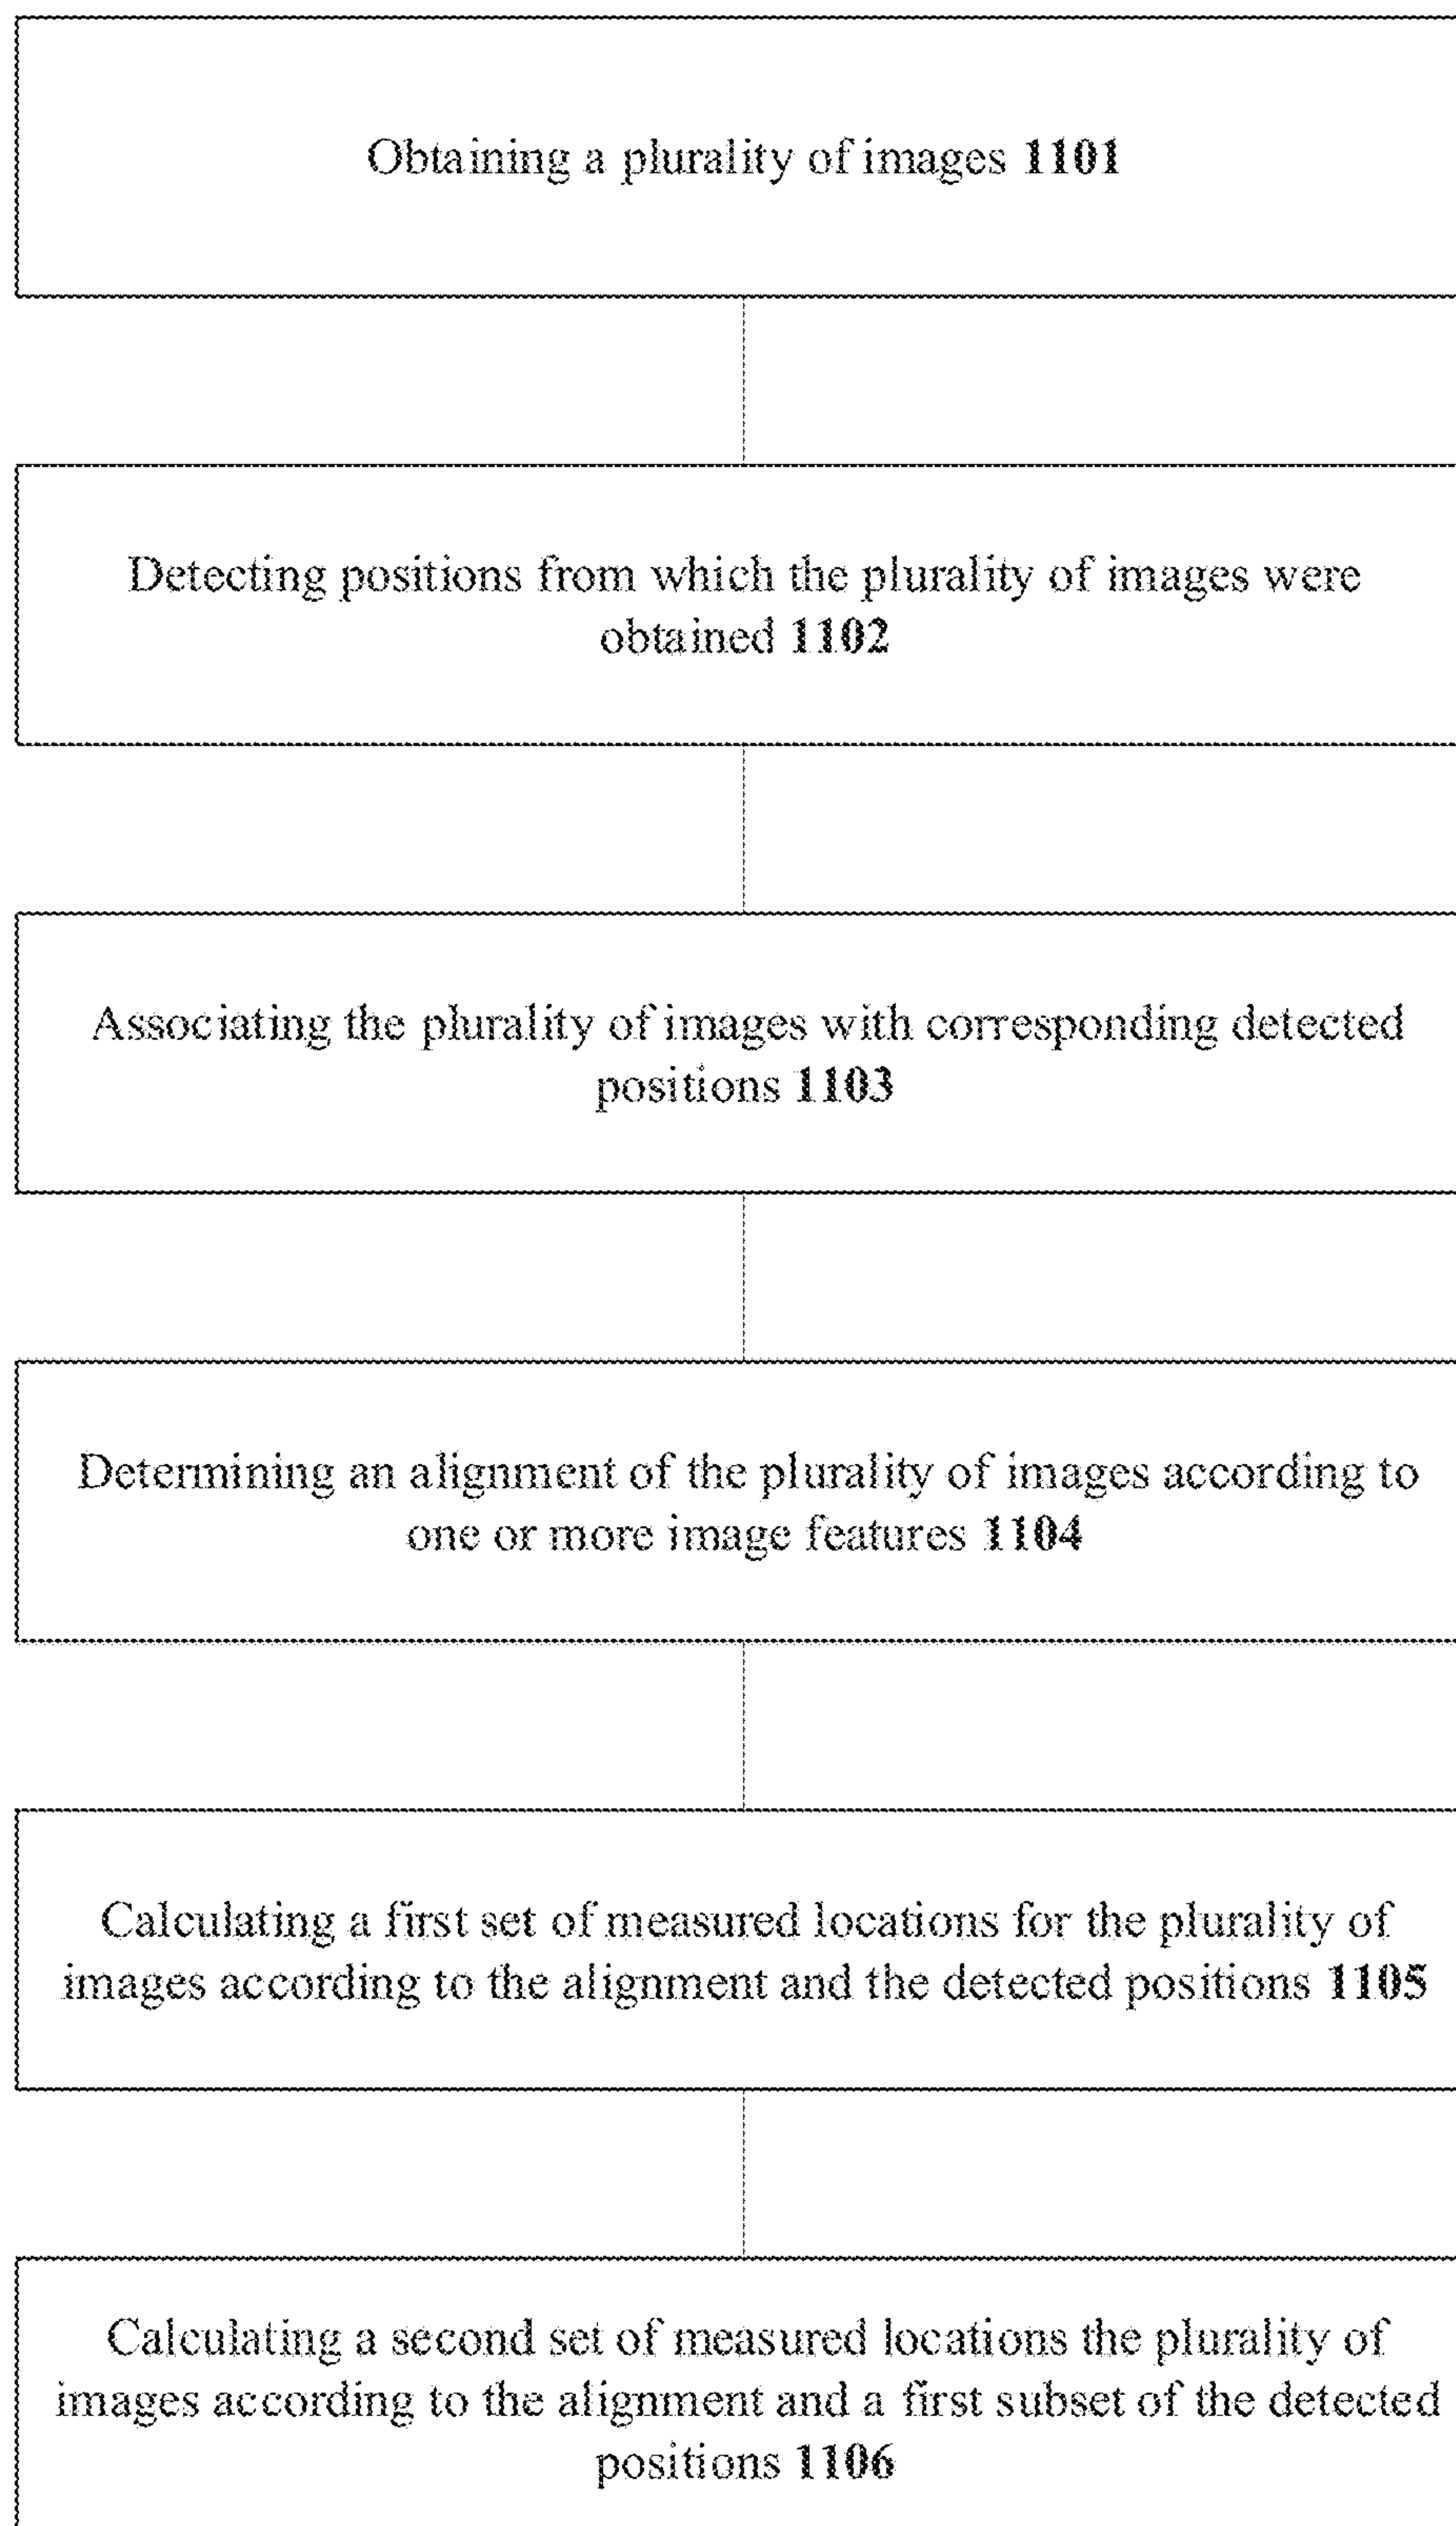 Obtaining a plurality of images 1101
Detecting positions from which the plurality of images were
obtained 1102
Associating the plurality of images with corresponding detected
positions 1103
Determining an alignment of the plurality of images according to
one or more image features 1104
Calculating a first set of measured locations for the plurality of
images according to the alignment and the detected positions 1105
Calculating a second set of measured locations the plurality of
images according to the alignment and a first subset of the detected
positions 1106